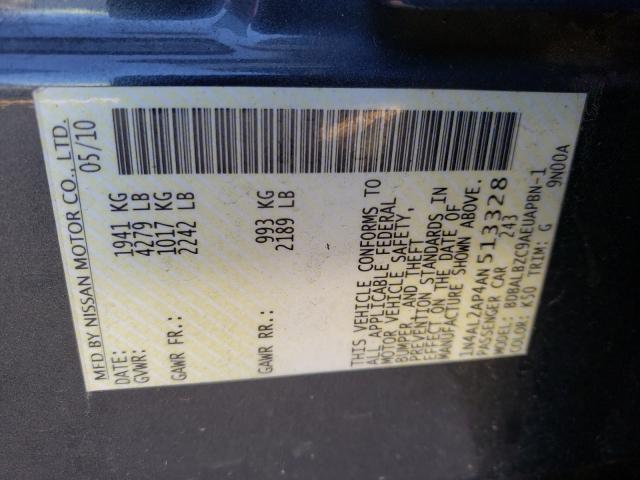 MFD BY NISSAN MOTOR CO., LTD.
DATE: 05/10
GVWR: 1941 KG
4279 LB
GAWR FR: 1017 KG
2242 LB
GAWR RR: 993 KG
2189 LB
THIS VEHICLE CONFORMS TO
ALL APPLICABLE FEDERAL
MOTOR VEHICLE SAFETY,
BUMPER, AND THEFT
PREVENTION STANDARDS IN
EFFECT ON THE DATE OF
MANUFACTURE SHOWN ABOVE.
1N4AL2AP4AN513328
PASSENGER CAR 243
MODEL: BDBALBZC9AEUAPBN-1
COLOR: K50 TRIM: G 9N00A